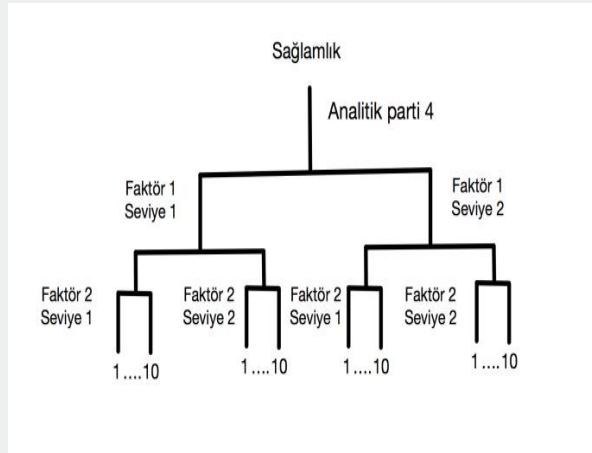 Sağlamlık
Analitik parti 4
Faktör 1
Seviye 1
Faktör 1
Seviye 2
Faktör 2
Seviye 1
Faktör 2
Seviye 2
Faktör 2
Seviye 1
Faktör 2
Seviye 2
1....10
1....10
1....10
1....10